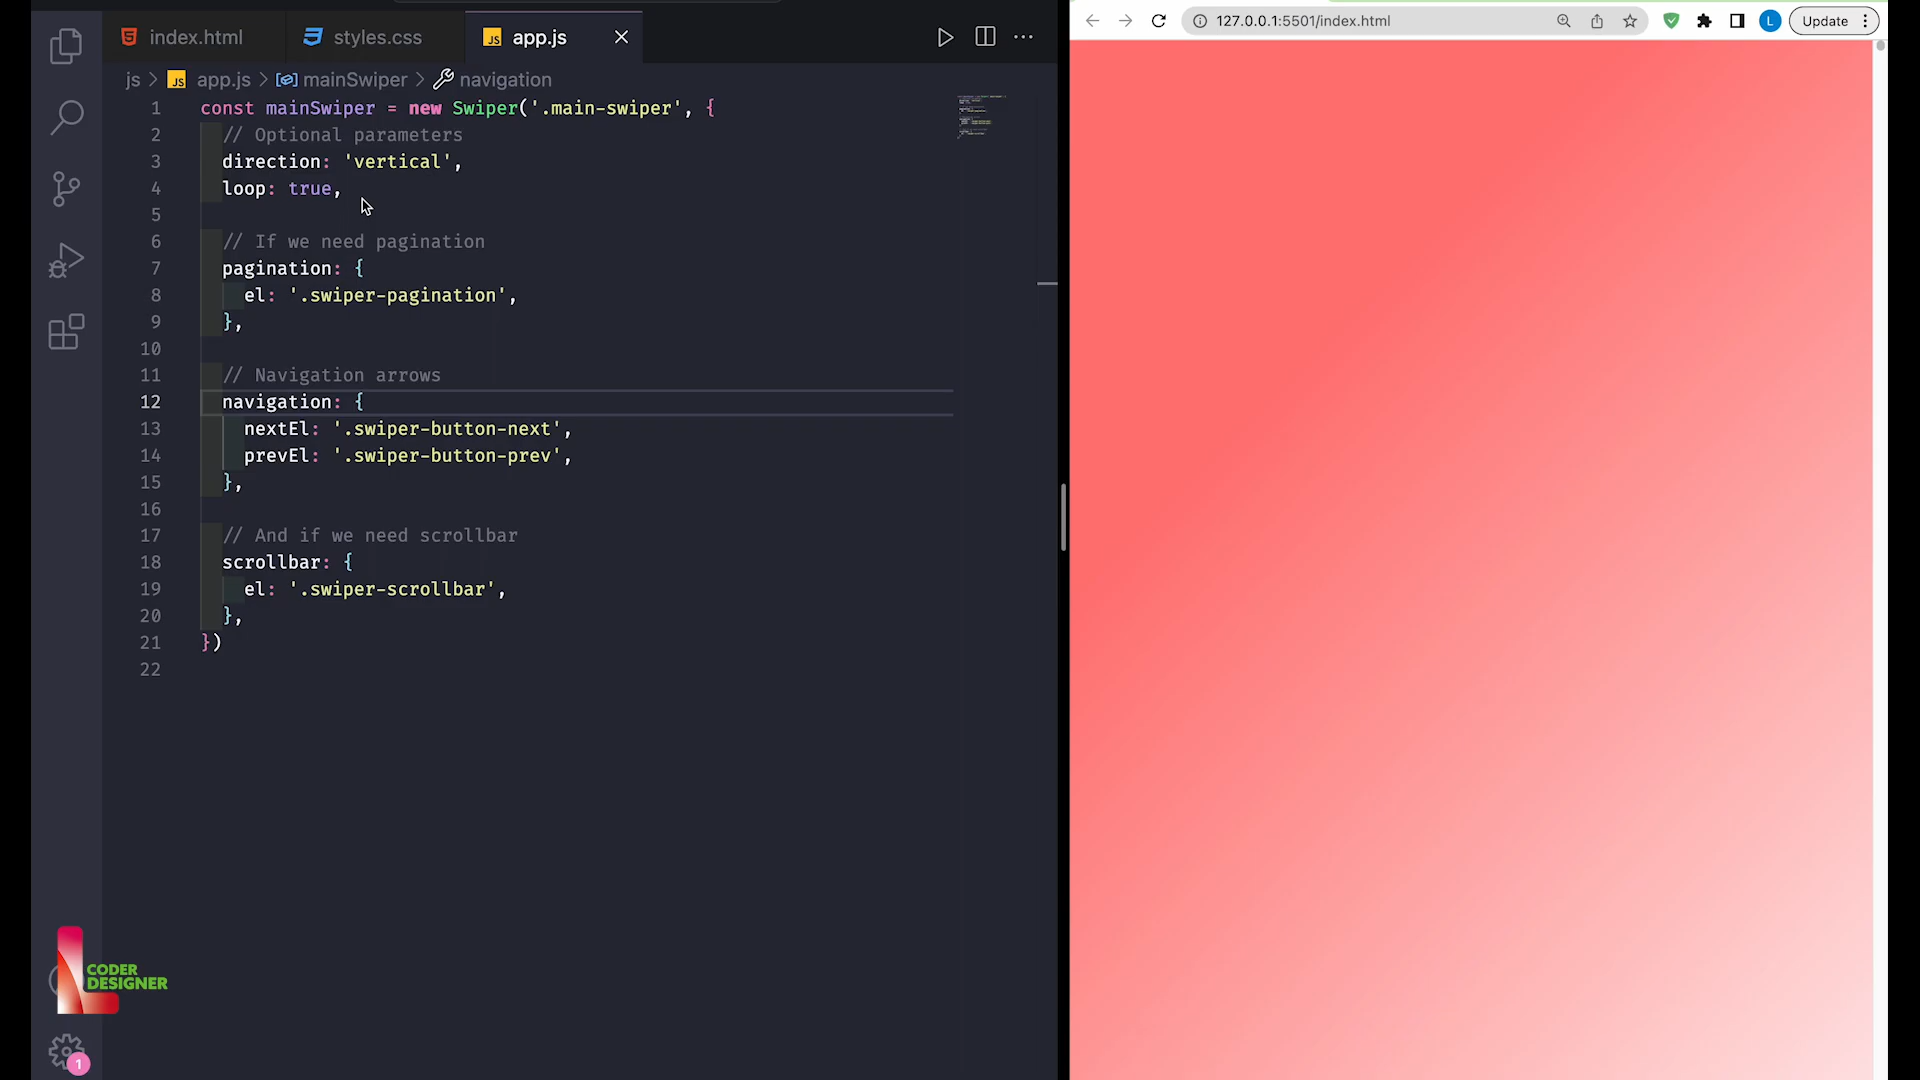 index.html
styles.css
app.js
127.0.0.1:5501/index.html
L
Update
js > JS app.js > mainSwiper > navigation
1 const mainSwiper = new Swiper('.main-swiper', {
2 // Optional parameters
3 direction: 'vertical',
4 loop: true,
5
6 // If we need pagination
7 pagination: {
8 el: '.swiper-pagination',
9 },
10
11 // Navigation arrows
12 navigation: {
13 nextEl: '.swiper-button-next',
14 prevEl: '.swiper-button-prev',
15 },
16
17 // And if we need scrollbar
18 scrollbar: {
19 el: '.swiper-scrollbar',
20 },
21 })
22
CODER
DESIGNER
1